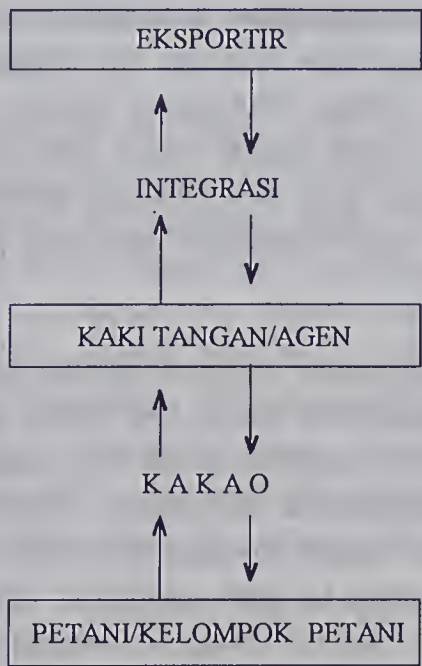 EKSPORTIR
INTEGRASI
KAKI TANGAN/AGEN
K A K A O
PETANI/KELOMPOK PETANI